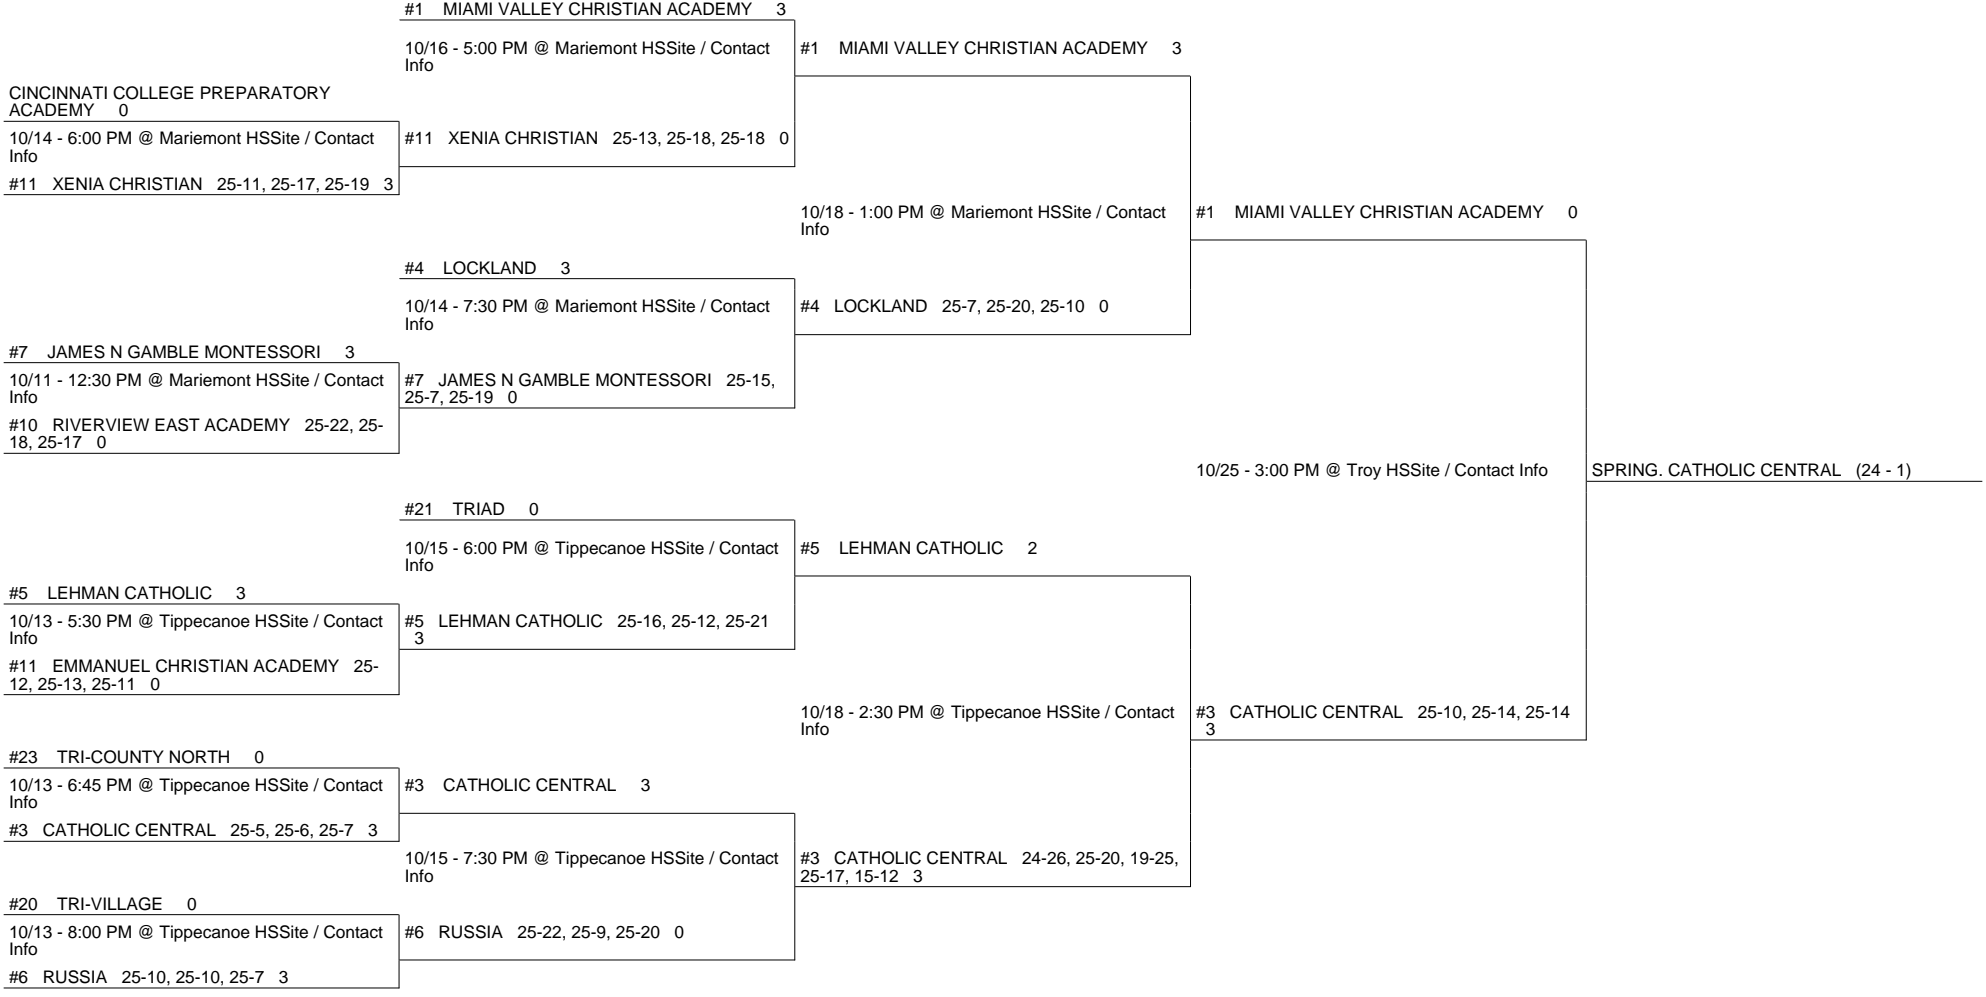 #1 MIAMI VALLEY CHRISTIAN ACADEMY 3
10/16 - 5:00 PM @ Mariemont HSSite / Contact
Info
#1 MIAMI VALLEY CHRISTIAN ACADEMY 3
CINCINNATI COLLEGE PREPARATORY
ACADEMY 0
10/14 - 6:00 PM @ Mariemont HSSite / Contact
Info
#11 XENIA CHRISTIAN 25-13, 25-18, 25-18 0
#11 XENIA CHRISTIAN 25-11, 25-17, 25-19 3
10/18 - 1:00 PM @ Mariemont HSSite / Contact
Info
#1 MIAMI VALLEY CHRISTIAN ACADEMY 0
#4 LOCKLAND 3
10/14 - 7:30 PM @ Mariemont HSSite / Contact
Info
#4 LOCKLAND 25-7, 25-20, 25-10 0
#7 JAMES N GAMBLE MONTESSORI 3
10/11 - 12:30 PM @ Mariemont HSSite / Contact
Info
#7 JAMES N GAMBLE MONTESSORI 25-15,
25-7, 25-19 0
#10 RIVERVIEW EAST ACADEMY 25-22, 25-
18, 25-17 0
10/25 - 3:00 PM @ Troy HSSite / Contact Info
SPRING. CATHOLIC CENTRAL (24 - 1)
#21 TRIAD 0
10/15 - 6:00 PM @ Tippecanoe HSSite / Contact
Info
#5 LEHMAN CATHOLIC 2
#5 LEHMAN CATHOLIC 3
10/13 - 5:30 PM @ Tippecanoe HSSite / Contact
Info
#5 LEHMAN CATHOLIC 25-16, 25-12, 25-21
3
#11 EMMANUEL CHRISTIAN ACADEMY 25-
12, 25-13, 25-11 0
10/18 - 2:30 PM @ Tippecanoe HSSite / Contact
Info
#3 CATHOLIC CENTRAL 25-10, 25-14, 25-14
3
#23 TRI-COUNTY NORTH 0
10/13 - 6:45 PM @ Tippecanoe HSSite / Contact
Info
#3 CATHOLIC CENTRAL 3
#3 CATHOLIC CENTRAL 25-5, 25-6, 25-7 3
10/15 - 7:30 PM @ Tippecanoe HSSite / Contact
Info
#3 CATHOLIC CENTRAL 24-26, 25-20, 19-25,
25-17, 15-12 3
#20 TRI-VILLAGE 0
10/13 - 8:00 PM @ Tippecanoe HSSite / Contact
Info
#6 RUSSIA 25-22, 25-9, 25-20 0
#6 RUSSIA 25-10, 25-10, 25-7 3